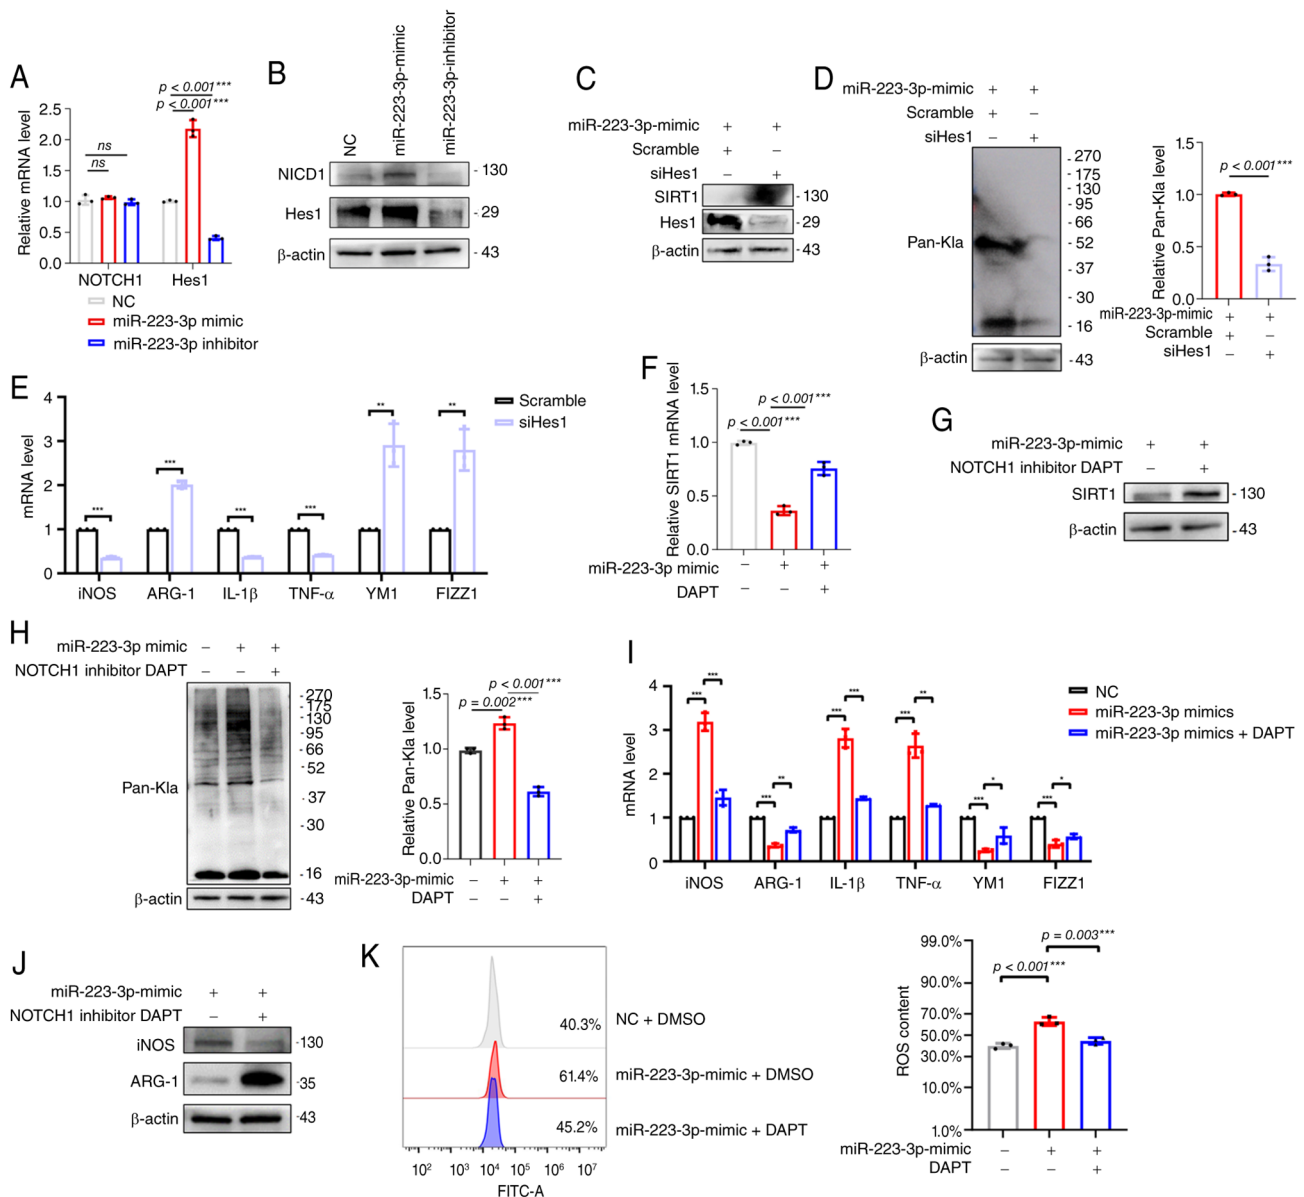 A
p < 0.001***
p < 0.001***
ns
ns
Relative mRNA level
2.5
2.0
1.5
1.0
0.5
0.0
NOTCH1
Hes1
NC
miR-223-3p mimic
miR-223-3p inhibitor
B
NC
miR-223-3p-mimic
miR-223-3p-inhibitor
NICD1
- 130
Hes1
- 29
β-actin
- 43
C
miR-223-3p-mimic + +
Scramble + −
siHes1 − +
SIRT1
- 130
Hes1
- 29
β-actin
- 43
D
miR-223-3p-mimic + +
Scramble + −
siHes1 − +
Pan-Kla
- 270
- 175
- 130
- 95
- 66
- 52
- 37
- 30
- 16
β-actin
- 43
Relative Pan-Kla level
1.5
1.0
0.5
0.0
p < 0.001***
miR-223-3p-mimic + +
Scramble + −
siHes1 − +
E
mRNA level
4
3
2
1
0
*** *** *** *** ** **
iNOS ARG-1 IL-1β TNF-α YM1 FIZZ1
Scramble
siHes1
F
Relative SIRT1 mRNA level
1.5
1.0
0.5
0.0
p < 0.001***
p < 0.001***
miR-223-3p mimic − + +
DAPT − − +
G
miR-223-3p-mimic + +
NOTCH1 inhibitor DAPT − +
SIRT1
- 130
β-actin
-43
H
miR-223-3p mimic − + +
NOTCH1 inhibitor DAPT − − +
Pan-Kla
- 270
- 175
- 130
- 95
- 66
- 52
- 37
- 30
- 16
β-actin
- 43
Relative Pan-Kla level
1.5
1.0
0.5
0.0
p < 0.001***
p = 0.002***
miR-223-3p-mimic − + +
DAPT − − +
I
mRNA level
4
3
2
1
0
*** *** *** ** *** *** *** ** *** * *** *
iNOS ARG-1 IL-1β TNF-α YM1 FIZZ1
NC
miR-223-3p mimics
miR-223-3p mimics + DAPT
J
miR-223-3p-mimic + +
NOTCH1 inhibitor DAPT − +
iNOS
-130
ARG-1
-35
β-actin
-43
K
40.3%
NC + DMSO
61.4%
miR-223-3p-mimic + DMSO
45.2%
miR-223-3p-mimic + DAPT
10² 10³ 10⁴ 10⁵ 10⁶ 10⁷
FITC-A
ROS content
99.0%
90.0%
70.0%
50.0%
30.0%
10.0%
1.0%
p = 0.003***
p < 0.001***
miR-223-3p-mimic − + +
DAPT − − +